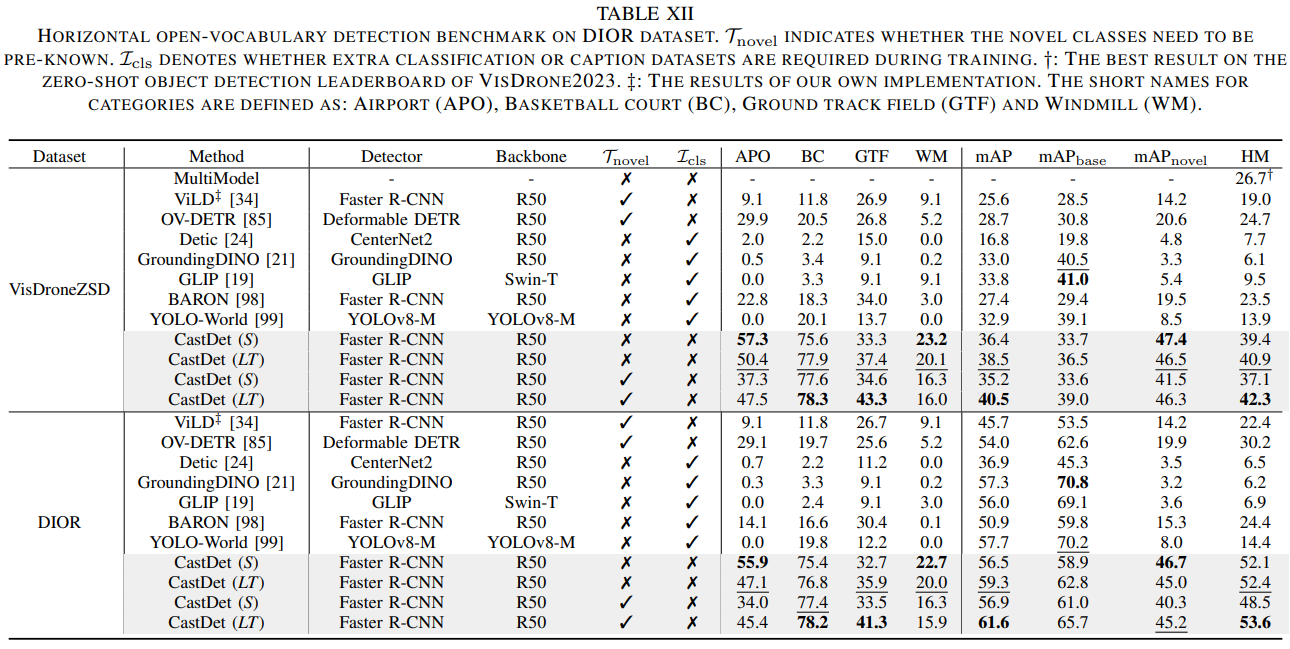 TABLE XII
HORIZONTAL OPEN-VOCABULARY DETECTION BENCHMARK ON DIOR DATASET. 𝒯novel INDICATES WHETHER THE NOVEL CLASSES NEED TO BE
PRE-KNOWN. ℐcls DENOTES WHETHER EXTRA CLASSIFICATION OR CAPTION DATASETS ARE REQUIRED DURING TRAINING. †: THE BEST RESULT ON THE
ZERO-SHOT OBJECT DETECTION LEADERBOARD OF VISDRONE2023. ‡: THE RESULTS OF OUR OWN IMPLEMENTATION. THE SHORT NAMES FOR
CATEGORIES ARE DEFINED AS: AIRPORT (APO), BASKETBALL COURT (BC), GROUND TRACK FIELD (GTF) AND WINDMILL (WM).
Dataset Method Detector Backbone 𝒯novel ℐcls APO BC GTF WM mAP mAPbase mAPnovel HM
MultiModel - - ✗ ✗ - - - - - - - 26.7†
ViLD‡ [34] Faster R-CNN R50 ✓ ✗ 9.1 11.8 26.9 9.1 25.6 28.5 14.2 19.0
OV-DETR [85] Deformable DETR R50 ✓ ✗ 29.9 20.5 26.8 5.2 28.7 30.8 20.6 24.7
Detic [24] CenterNet2 R50 ✗ ✓ 2.0 2.2 15.0 0.0 16.8 19.8 4.8 7.7
GroundingDINO [21] GroundingDINO R50 ✗ ✓ 0.5 3.4 9.1 0.2 33.0 40.5 3.3 6.1
GLIP [19] GLIP Swin-T ✗ ✓ 0.0 3.3 9.1 9.1 33.8 41.0 5.4 9.5
VisDroneZSD
BARON [98] Faster R-CNN R50 ✗ ✓ 22.8 18.3 34.0 3.0 27.4 29.4 19.5 23.5
YOLO-World [99] YOLOv8-M YOLOv8-M ✗ ✓ 0.0 20.1 13.7 0.0 32.9 39.1 8.5 13.9
CastDet (S) Faster R-CNN R50 ✗ ✗ 57.3 75.6 33.3 23.2 36.4 33.7 47.4 39.4
CastDet (LT) Faster R-CNN R50 ✗ ✗ 50.4 77.9 37.4 20.1 38.5 36.5 46.5 40.9
CastDet (S) Faster R-CNN R50 ✓ ✗ 37.3 77.6 34.6 16.3 35.2 33.6 41.5 37.1
CastDet (LT) Faster R-CNN R50 ✓ ✗ 47.5 78.3 43.3 16.0 40.5 39.0 46.3 42.3
ViLD‡ [34] Faster R-CNN R50 ✓ ✗ 9.1 11.8 26.7 9.1 45.7 53.5 14.2 22.4
OV-DETR [85] Deformable DETR R50 ✓ ✗ 29.1 19.7 25.6 5.2 54.0 62.6 19.9 30.2
Detic [24] CenterNet2 R50 ✗ ✓ 0.7 2.2 11.2 0.0 36.9 45.3 3.5 6.5
GroundingDINO [21] GroundingDINO R50 ✗ ✓ 0.3 3.3 9.1 0.2 57.3 70.8 3.2 6.2
GLIP [19] GLIP Swin-T ✗ ✓ 0.0 2.4 9.1 3.0 56.0 69.1 3.6 6.9
DIOR BARON [98] Faster R-CNN R50 ✗ ✓ 14.1 16.6 30.4 0.1 50.9 59.8 15.3 24.4
YOLO-World [99] YOLOv8-M YOLOv8-M ✗ ✓ 0.0 19.8 12.2 0.0 57.7 70.2 8.0 14.4
CastDet (S) Faster R-CNN R50 ✗ ✗ 55.9 75.4 32.7 22.7 56.5 58.9 46.7 52.1
CastDet (LT) Faster R-CNN R50 ✗ ✗ 47.1 76.8 35.9 20.0 59.3 62.8 45.0 52.4
CastDet (S) Faster R-CNN R50 ✓ ✗ 34.0 77.4 33.5 16.3 56.9 61.0 40.3 48.5
CastDet (LT) Faster R-CNN R50 ✓ ✗ 45.4 78.2 41.3 15.9 61.6 65.7 45.2 53.6